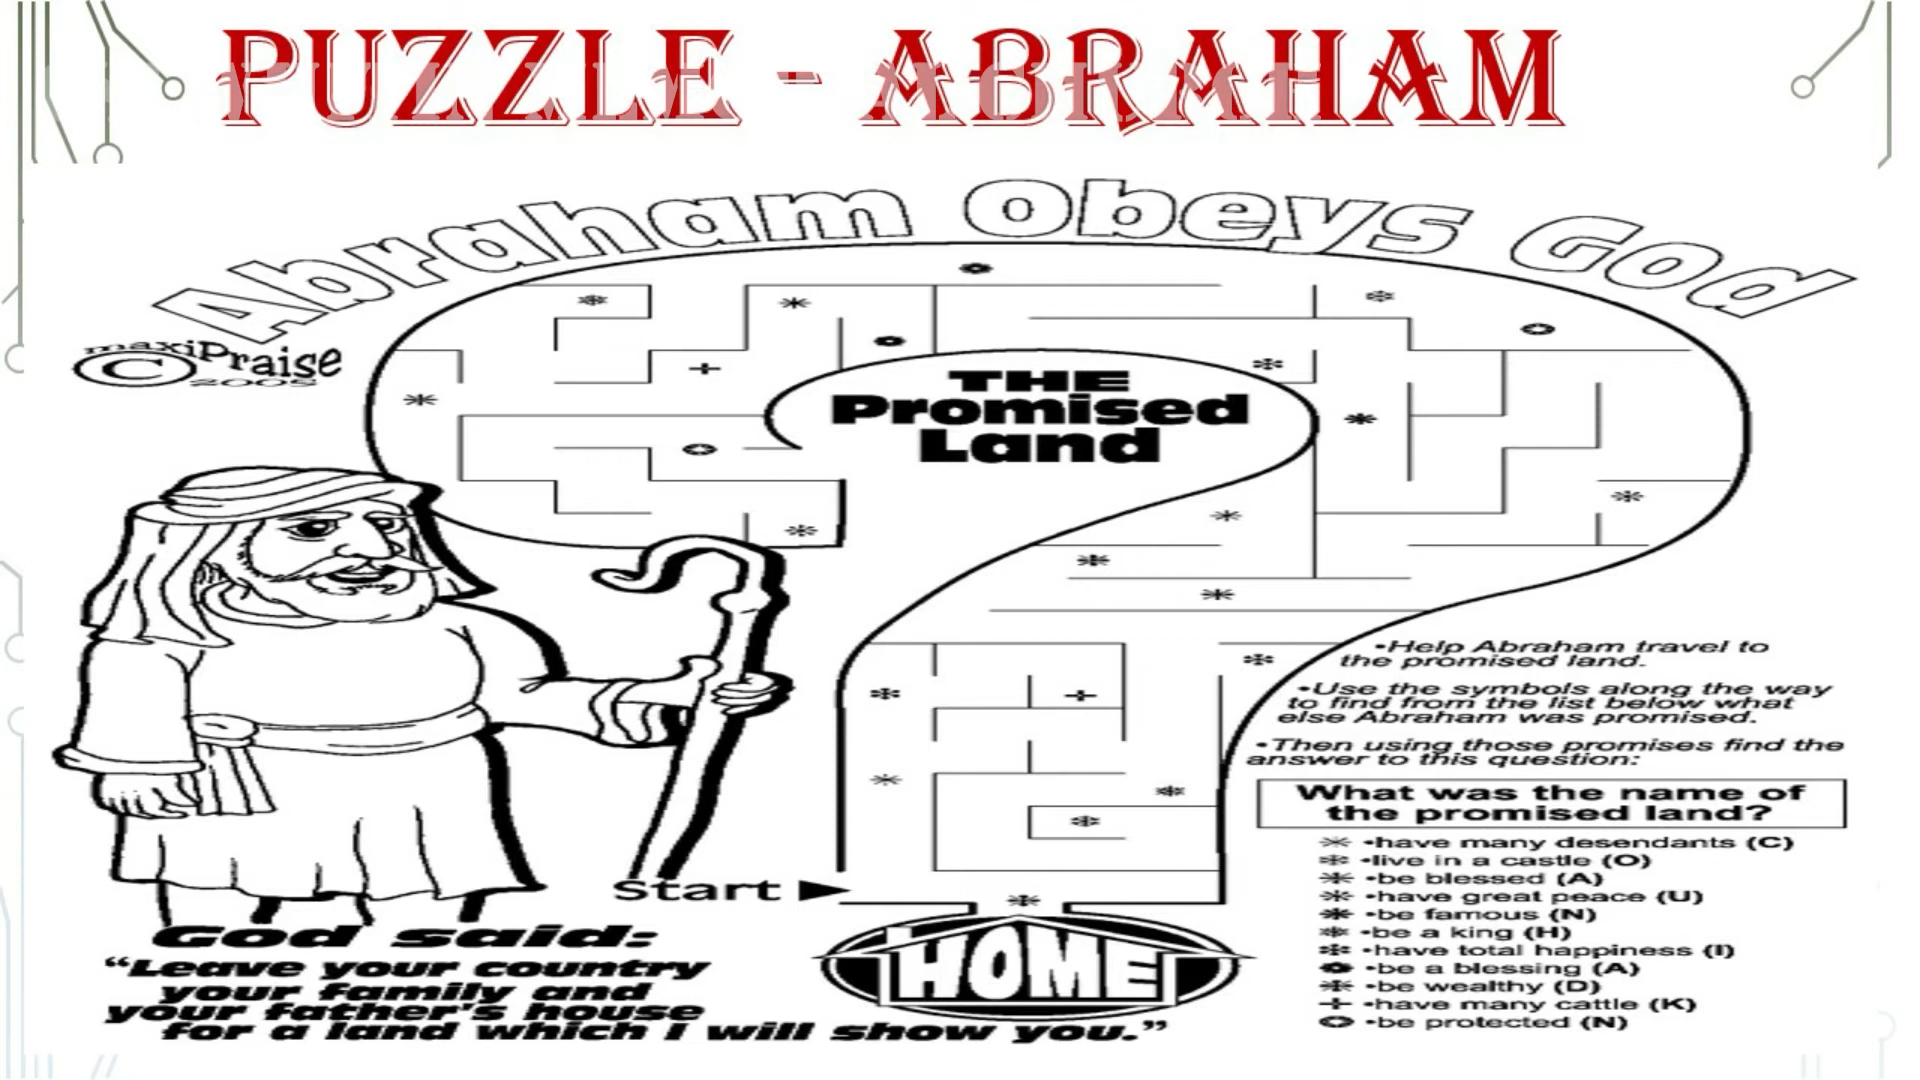 PUZZLE - ABRAHAM
Abraham Obeys God
maxiPraise
© 2005
THE
Promised
Land
•Help Abraham travel to
the promised land.
•Use the symbols along the way
to find from the list below what
else Abraham was promised.
•Then using those promises find the
answer to this question:
What was the name of
the promised land?
•have many desendants (C)
•live in a castle (O)
•be blessed (A)
•have great peace (U)
•be famous (N)
•be a king (H)
•have total happiness (I)
•be a blessing (A)
•be wealthy (D)
•have many cattle (K)
•be protected (N)
Start
HOME
God said:
“Leave your country
your family and
your father's house
for a land which I will show you.”